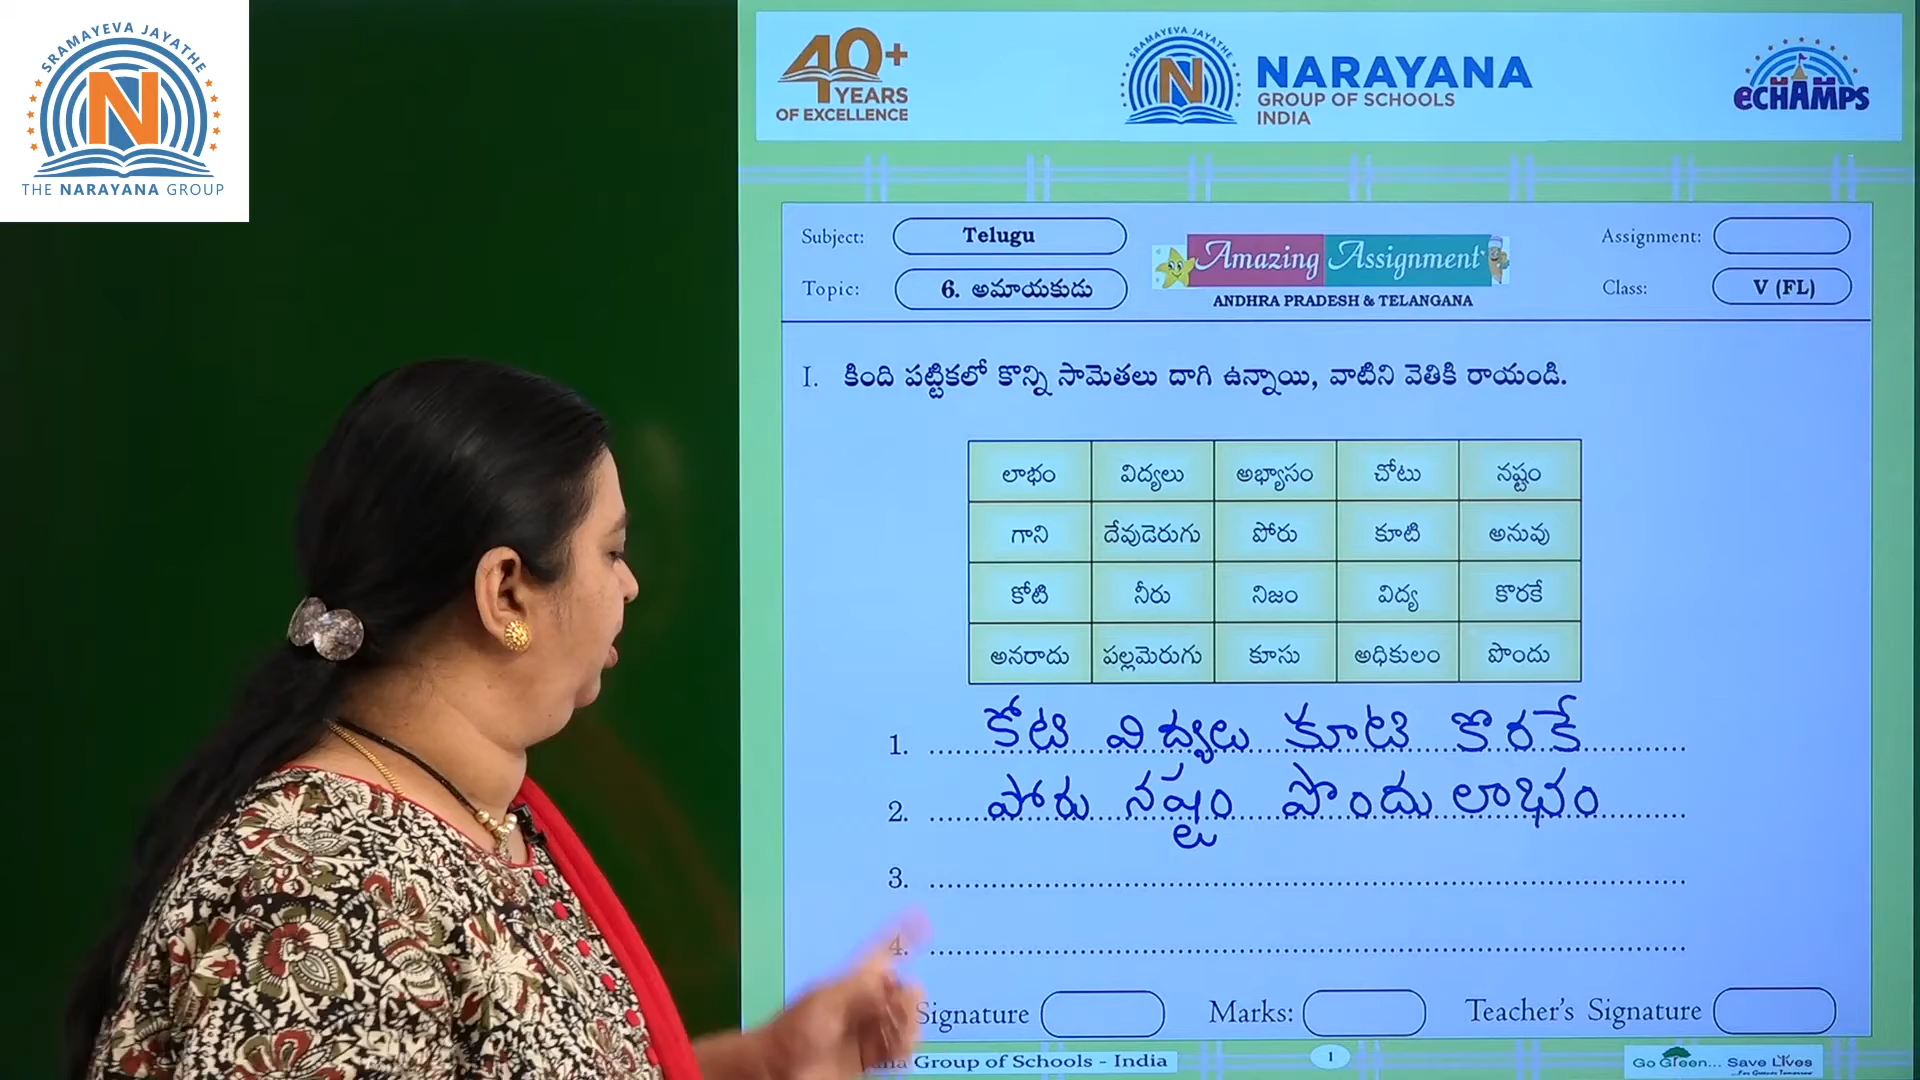 SRAMAYEVA JAYATHE
N
THE NARAYANA GROUP
40+
YEARS
OF EXCELLENCE
SRAMAYEVA JAYATHE
N
NARAYANA
GROUP OF SCHOOLS
INDIA
eCHAMPS
Subject: Telugu
Topic: 6. అమాయకుడు
Amazing Assignment
ANDHRA PRADESH & TELANGANA
Assignment:
Class: V (FL)
I. కింది పట్టికలో కొన్ని సామెతలు దాగి ఉన్నాయి, వాటిని వెతికి రాయండి.
లాభం విద్యలు అభ్యాసం చోటు నష్టం
గాని దేవుడెరుగు పోరు కూటి అనువు
కోటి నీరు నిజం విద్య కొరకే
అనరాదు పల్లమెరుగు కూసు అధికులం పొందు
1. కోటి విద్యలు కూటి కొరకే
2. పోరు నష్టం పొందు లాభం
3.
4.
Signature Marks: Teacher's Signature
Group of Schools - India
1
Go Green... Save Lives